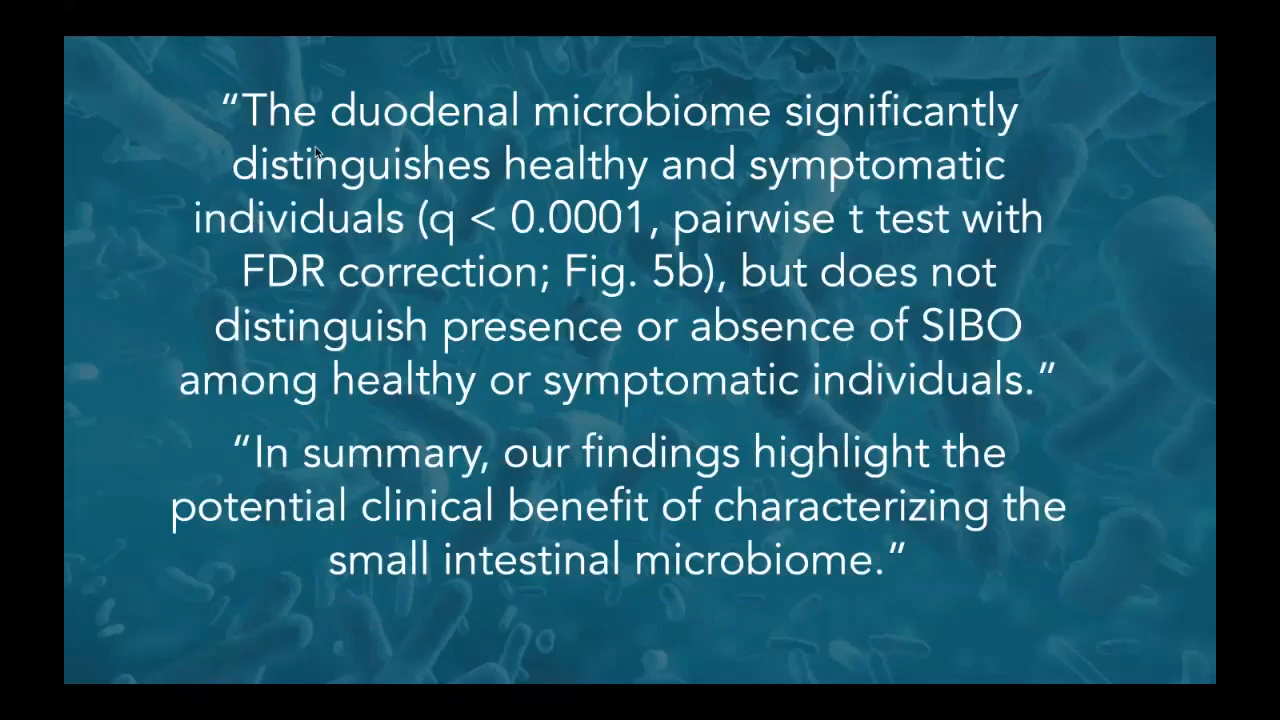 “The duodenal microbiome significantly
distinguishes healthy and symptomatic
individuals (q < 0.0001, pairwise t test with
FDR correction; Fig. 5b), but does not
distinguish presence or absence of SIBO
among healthy or symptomatic individuals.”
“In summary, our findings highlight the
potential clinical benefit of characterizing the
small intestinal microbiome.”